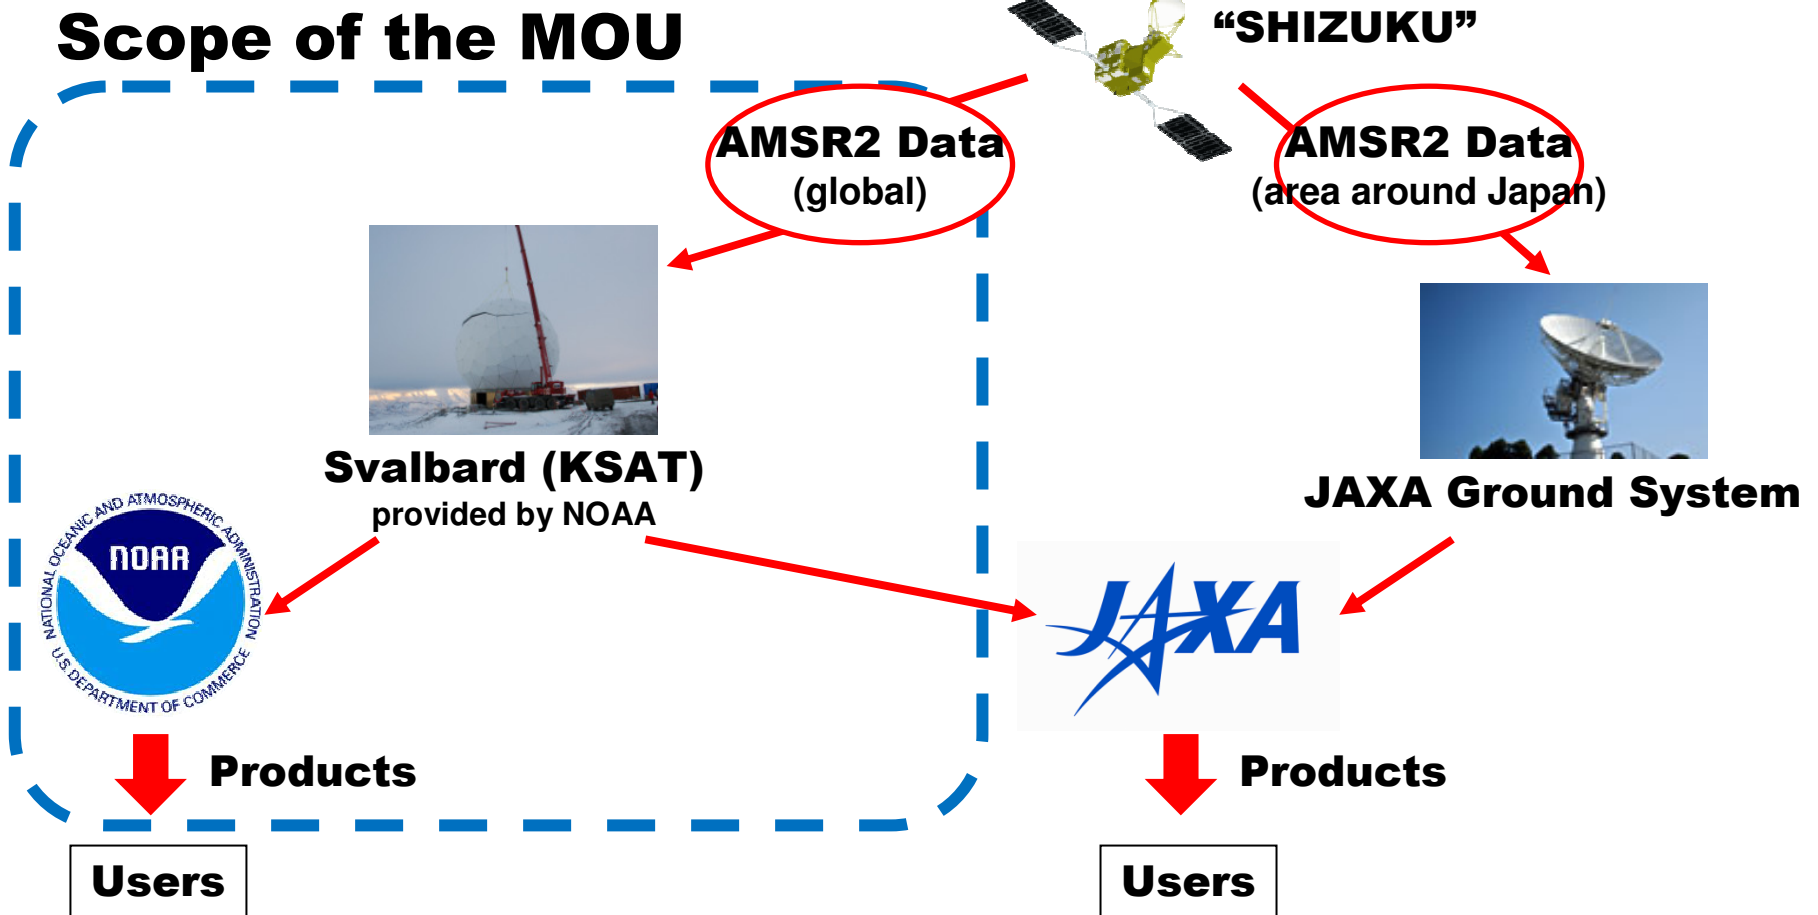 Scope of the MOU
“SHIZUKU”
AMSR2 Data
(global)
AMSR2 Data
(area around Japan)
Svalbard (KSAT)
provided by NOAA
JAXA Ground System
NATIONAL OCEANIC AND ATMOSPHERIC ADMINISTRATION
NOAA
U.S. DEPARTMENT OF COMMERCE
JAXA
Products
Products
Users
Users